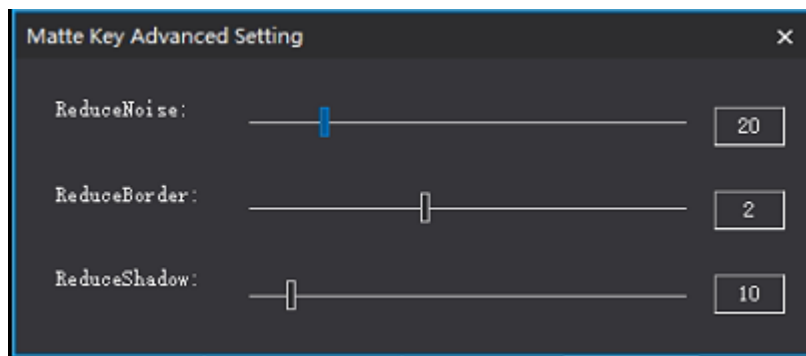 Matte Key Advanced Setting
ReduceNoise: 20
ReduceBorder: 2
ReduceShadow: 10